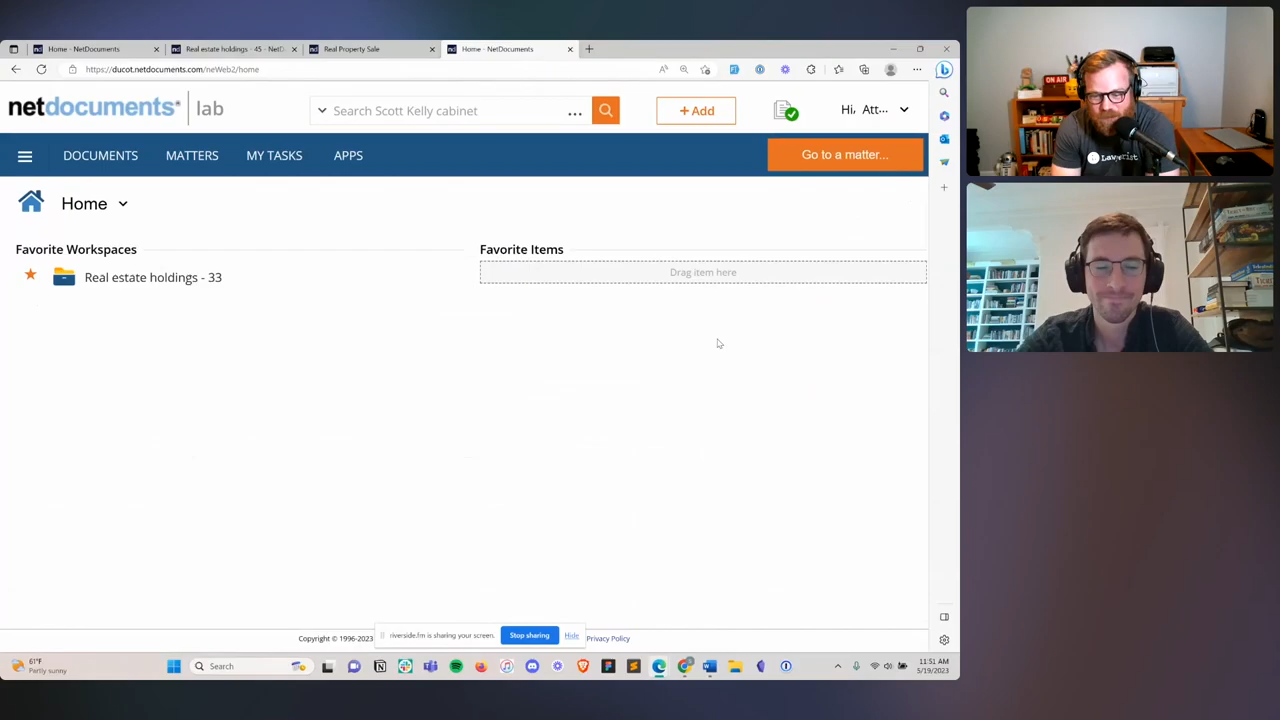 Home - NetDocuments
Real estate holdings - 45 - NetD
Real Property Sale
Home - NetDocuments
https://ducot.netdocuments.com/neWeb2/home
netdocuments® lab
Search Scott Kelly cabinet
...
+ Add
Hi, Att...
DOCUMENTS
MATTERS
MY TASKS
APPS
Go to a matter...
Home
Favorite Workspaces
Favorite Items
Real estate holdings - 33
Drag item here
Copyright © 1996-2023
riverside.fm is sharing your screen.
Stop sharing
Hide
Privacy Policy
61°F
Partly sunny
Search
11:51 AM
5/19/2023
ON AIR
Lawyerist